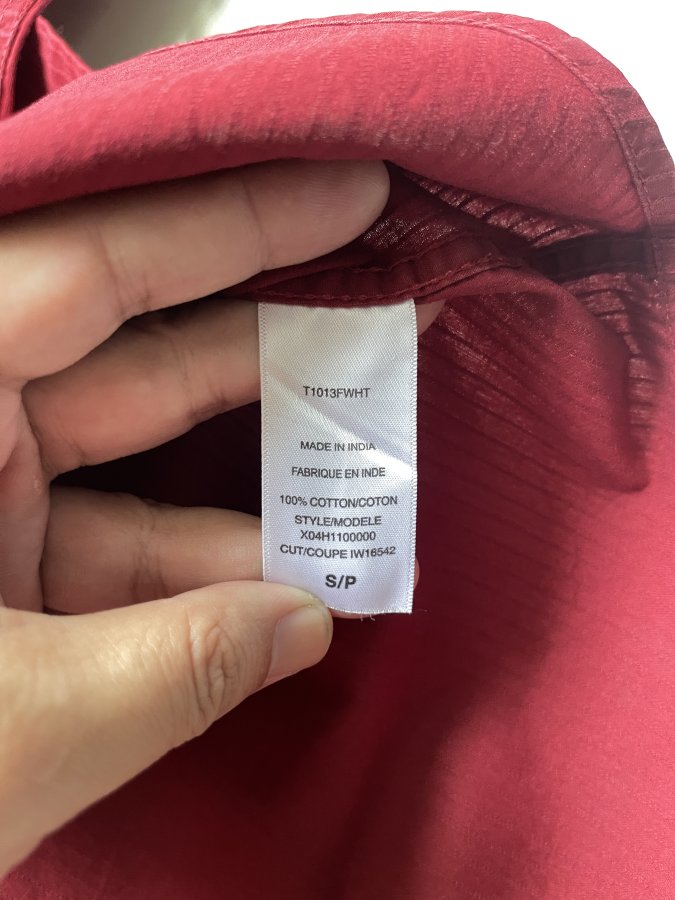 T1013FWHT
MADE IN INDIA
FABRIQUE EN INDE
100% COTTON/COTON
STYLE/MODELE
X04H1100000
CUT/COUPE IW16542
S/P